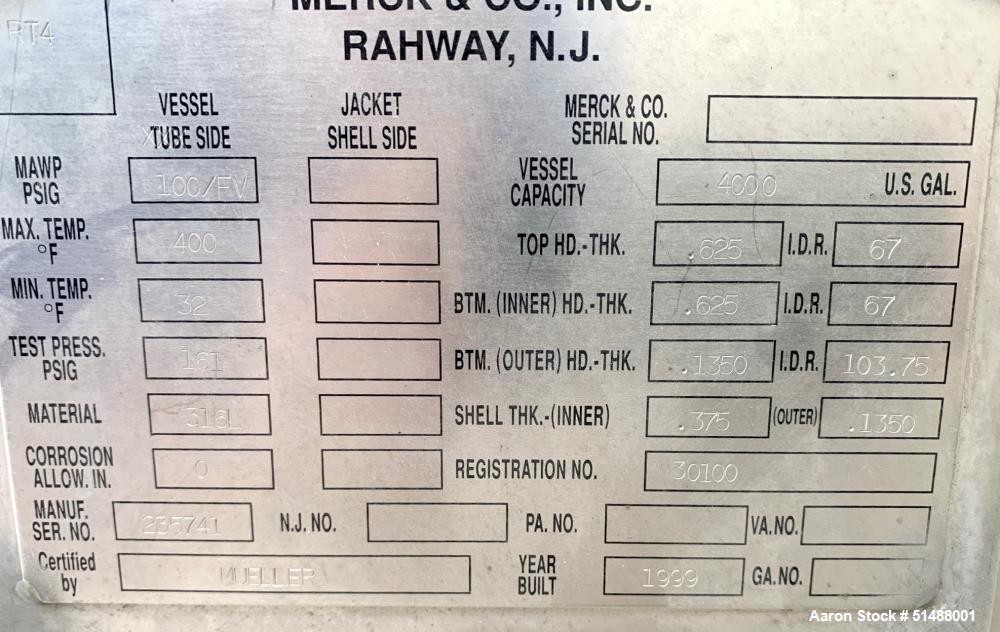 MERCK & CO., INC.
RAHWAY, N.J.
RT4
VESSEL
XTUBE SIDE
JACKET
SHELL SIDE
MERCK & CO.
SERIAL NO.
MAWP
PSIG
100/FV
VESSEL
CAPACITY
4000 U.S. GAL.
MAX. TEMP.
°F
400
TOP HD.-THK. .625 I.D.R. 67
MIN. TEMP.
°F
32
BTM. (INNER) HD.-THK. .625 I.D.R. 67
TEST PRESS.
PSIG
161
BTM. (OUTER) HD.-THK. .1350 I.D.R. 103.75
MATERIAL 316L
SHELL THK.-(INNER) .375 (OUTER) .1350
CORROSION
ALLOW. IN.
0
REGISTRATION NO. 30100
MANUF.
SER. NO.
235741
N.J. NO.
PA. NO.
VA.NO.
Certified
by
MUELLER
YEAR
BUILT
1999
GA.NO.
Aaron Stock # 51488001